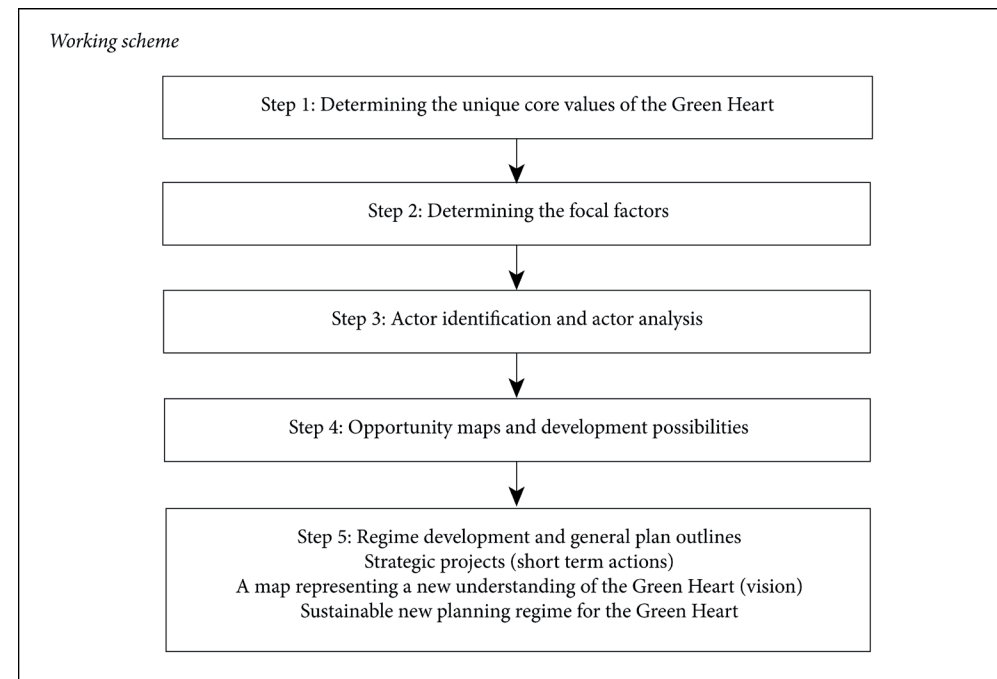 Working scheme
Step 1: Determining the unique core values of the Green Heart
Step 2: Determining the focal factors
Step 3: Actor identification and actor analysis
Step 4: Opportunity maps and development possibilities
Step 5: Regime development and general plan outlines
Strategic projects (short term actions)
A map representing a new understanding of the Green Heart (vision)
Sustainable new planning regime for the Green Heart